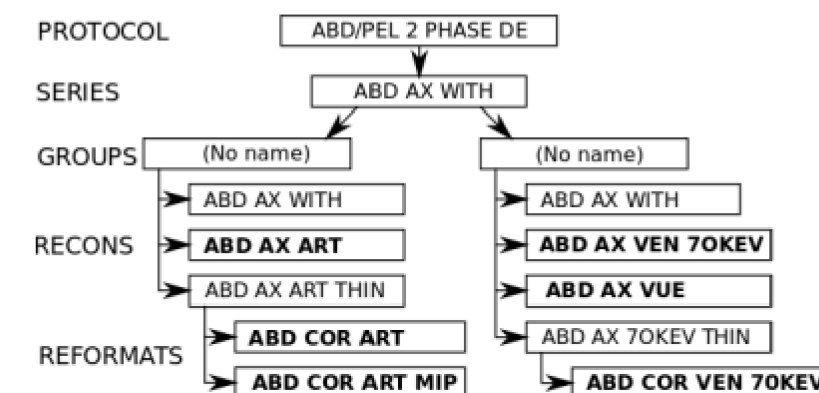 PROTOCOL ABD/PEL 2 PHASE DE
SERIES ABD AX WITH
GROUPS (No name) (No name)
ABD AX WITH ABD AX WITH
RECONS ABD AX ART ABD AX VEN 7OKEV
ABD AX ART THIN ABD AX VUE
ABD COR ART ABD AX 7OKEV THIN
REFORMATS
ABD COR ART MIP ABD COR VEN 70KEV